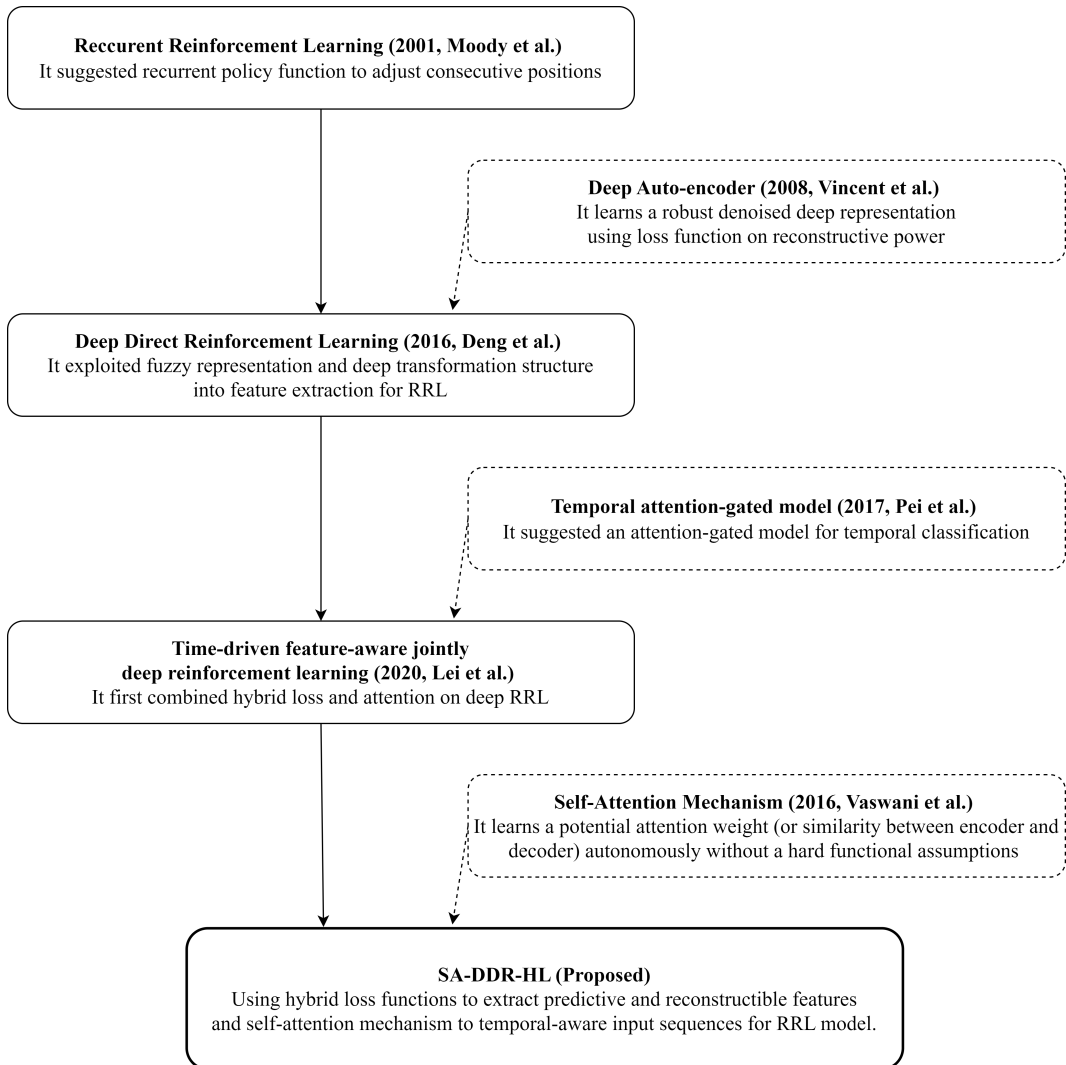 Reccurent Reinforcement Learning (2001, Moody et al.)
It suggested recurrent policy function to adjust consecutive positions
Deep Auto-encoder (2008, Vincent et al.)
It learns a robust denoised deep representation
using loss function on reconstructive power
Deep Direct Reinforcement Learning (2016, Deng et al.)
It exploited fuzzy representation and deep transformation structure
into feature extraction for RRL
Temporal attention-gated model (2017, Pei et al.)
It suggested an attention-gated model for temporal classification
Time-driven feature-aware jointly
deep reinforcement learning (2020, Lei et al.)
It first combined hybrid loss and attention on deep RRL
Self-Attention Mechanism (2016, Vaswani et al.)
It learns a potential attention weight (or similarity between encoder and
decoder) autonomously without a hard functional assumptions
SA-DDR-HL (Proposed)
Using hybrid loss functions to extract predictive and reconstructible features
and self-attention mechanism to temporal-aware input sequences for RRL model.